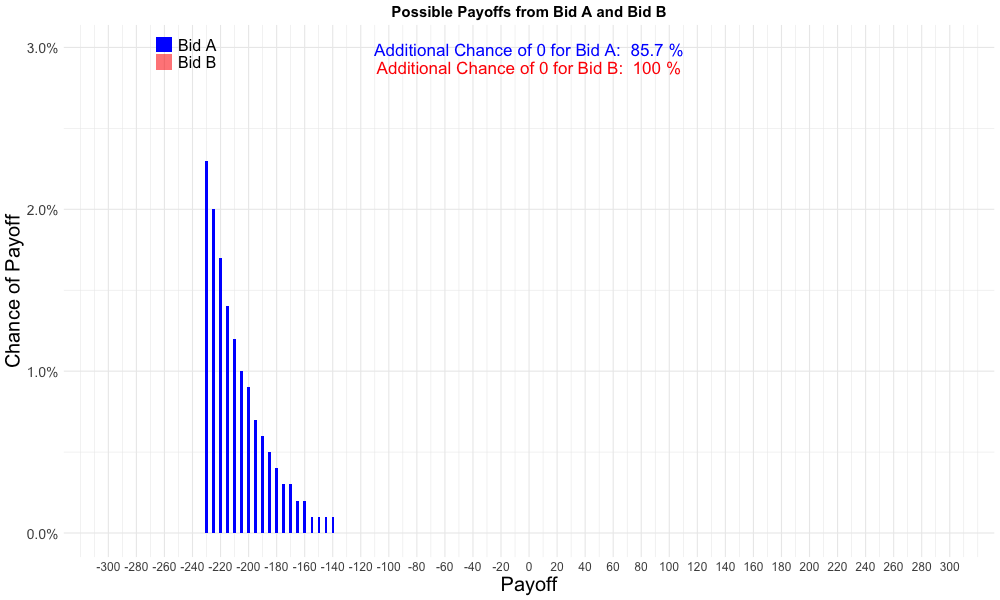 Possible Payoffs from Bid A and Bid B
Bid A
Bid B
Additional Chance of 0 for Bid A:  85.7 %
Additional Chance of 0 for Bid B:  100 %
Chance of Payoff
3.0%
2.0%
1.0%
0.0%
-300 -280 -260 -240 -220 -200 -180 -160 -140 -120 -100 -80 -60 -40 -20 0 20 40 60 80 100 120 140 160 180 200 220 240 260 280 300
Payoff